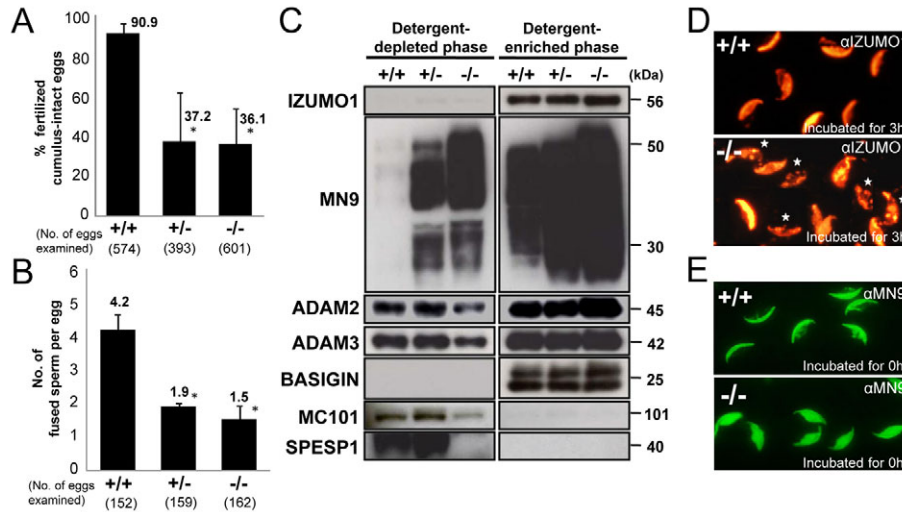 A
% fertilized
cumulus-intact eggs
100
80
60
40
20
0
90.9
37.2
*
36.1
*
+/+
+/-
-/-
(No. of eggs
examined)
(574)
(393)
(601)
B
No. of
fused sperm per egg
6
5
4
3
2
1
0
4.2
1.9
*
1.5
*
+/+
+/-
-/-
(No. of eggs
examined)
(152)
(159)
(162)
C
Detergent-
depleted phase
Detergent-
enriched phase
+/+
+/-
-/-
+/+
+/-
-/-
(kDa)
IZUMO1
56
MN9
50
30
ADAM2
45
ADAM3
42
BASIGIN
25
MC101
101
SPESP1
40
D
+/+
αIZUMO1
Incubated for 3h
-/-
αIZUMO
Incubated for 3h
E
+/+
αMN9
Incubated for 0h
-/-
αMN9
Incubated for 0h